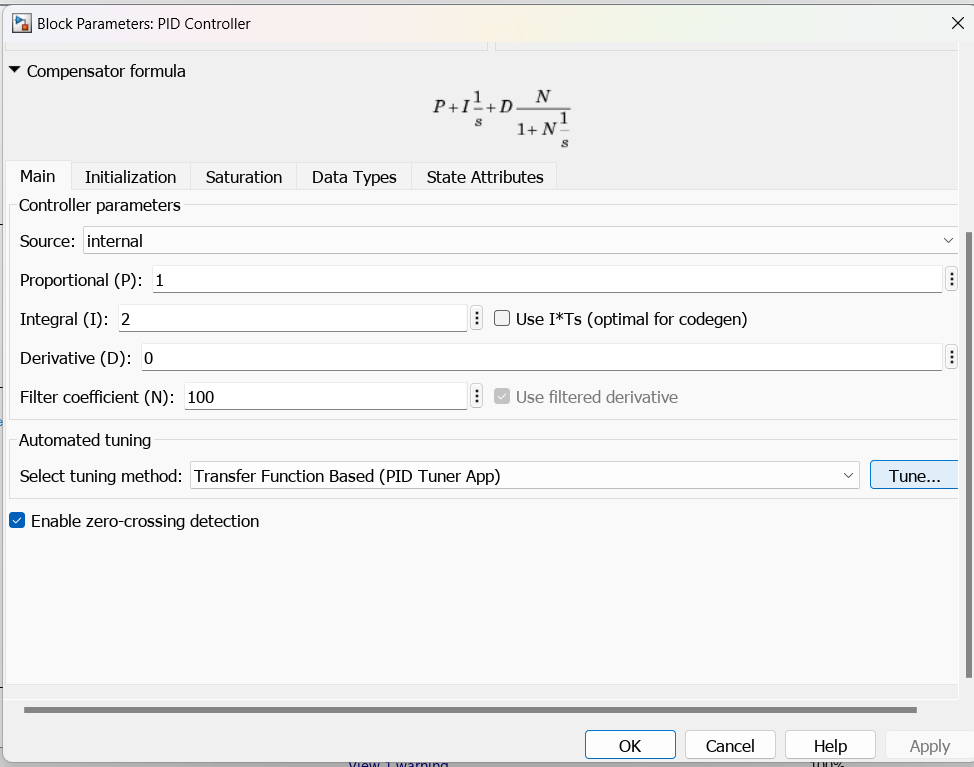 Block Parameters: PID Controller
Compensator formula
P + I 1/s + D N/(1 + N 1/s)
Main Initialization Saturation Data Types State Attributes
Controller parameters
Source: internal
Proportional (P): 1
Integral (I): 2 Use I*Ts (optimal for codegen)
Derivative (D): 0
Filter coefficient (N): 100 Use filtered derivative
Automated tuning
Select tuning method: Transfer Function Based (PID Tuner App) Tune...
Enable zero-crossing detection
OK Cancel Help Apply
View 1 warning 100%